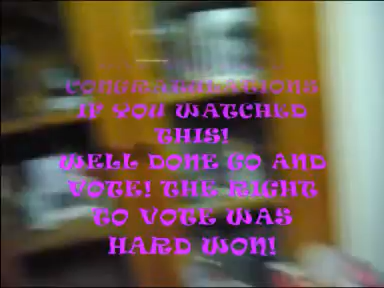 CONGRATULATIONS
IF YOU WATCHED
THIS!
WELL DONE GO AND
VOTE! THE RIGHT
TO VOTE WAS
HARD WON!